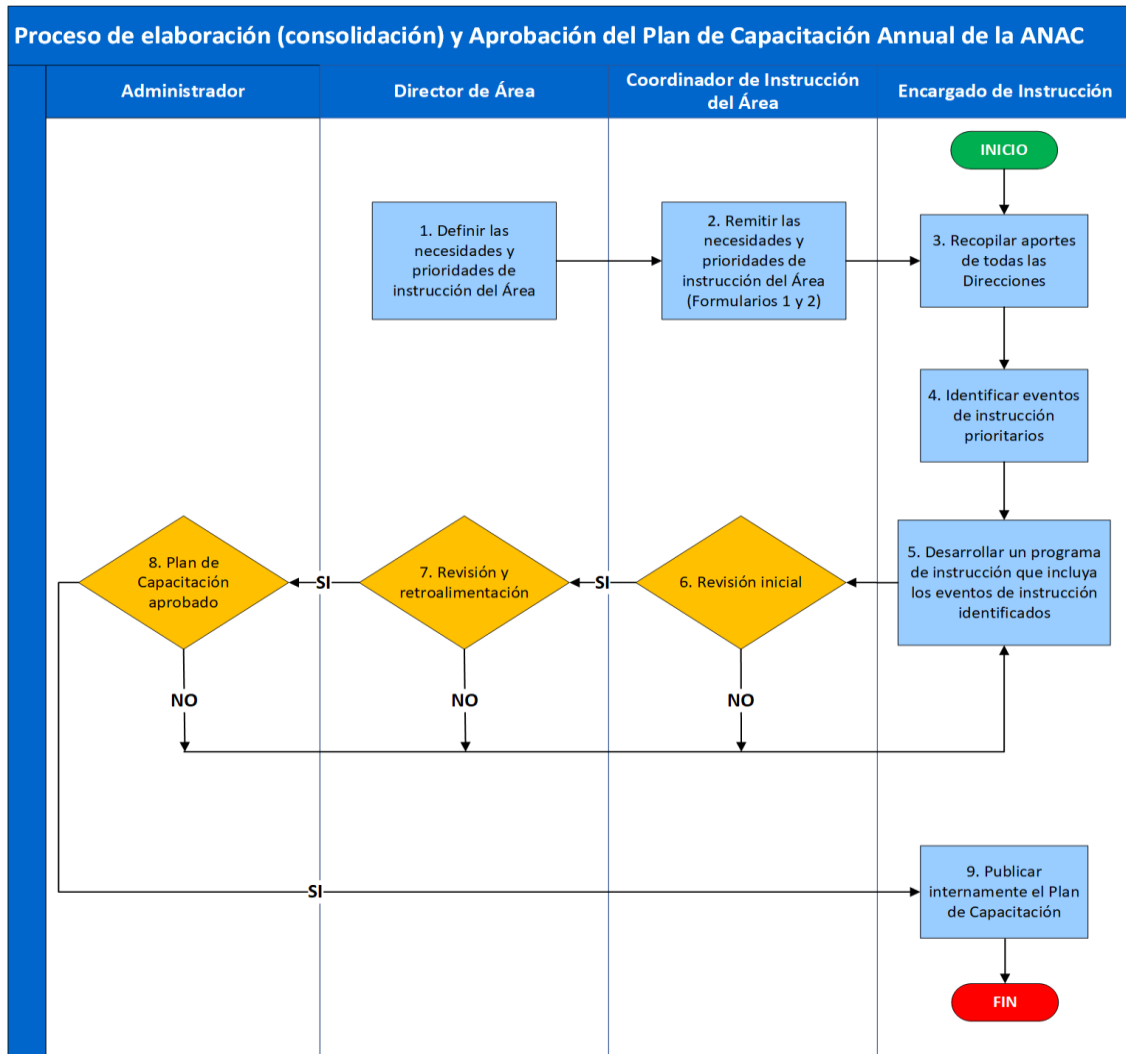 Proceso de elaboración (consolidación) y Aprobación del Plan de Capacitación Annual de la ANAC
Administrador
Director de Área
Coordinador de Instrucción
del Área
Encargado de Instrucción
INICIO
1. Definir las
necesidades y
prioridades de
instrucción del Área
2. Remitir las
necesidades y
prioridades de
instrucción del Área
(Formularios 1 y 2)
3. Recopilar aportes
de todas las
Direcciones
4. Identificar eventos
de instrucción
prioritarios
8. Plan de
Capacitación
aprobado
SI
7. Revisión y
retroalimentación
SI
6. Revisión inicial
5. Desarrollar un programa
de instrucción que incluya
los eventos de instrucción
identificados
NO
NO
NO
SI
9. Publicar
internamente el Plan
de Capacitación
FIN